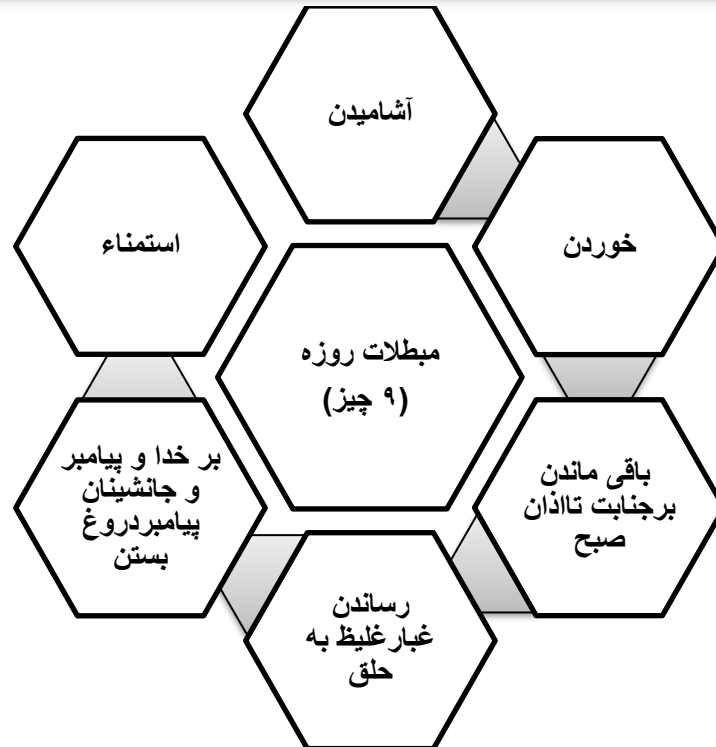 آشامیدن
خوردن
استمناء
مبطلات روزه
(۹ چیز)
باقی ماندن
برجنابت تااذان
صبح
بر خدا و پیامبر
و جانشینان
پیامبردروغ
بستن
رساندن
غبارغلیظ به
حلق